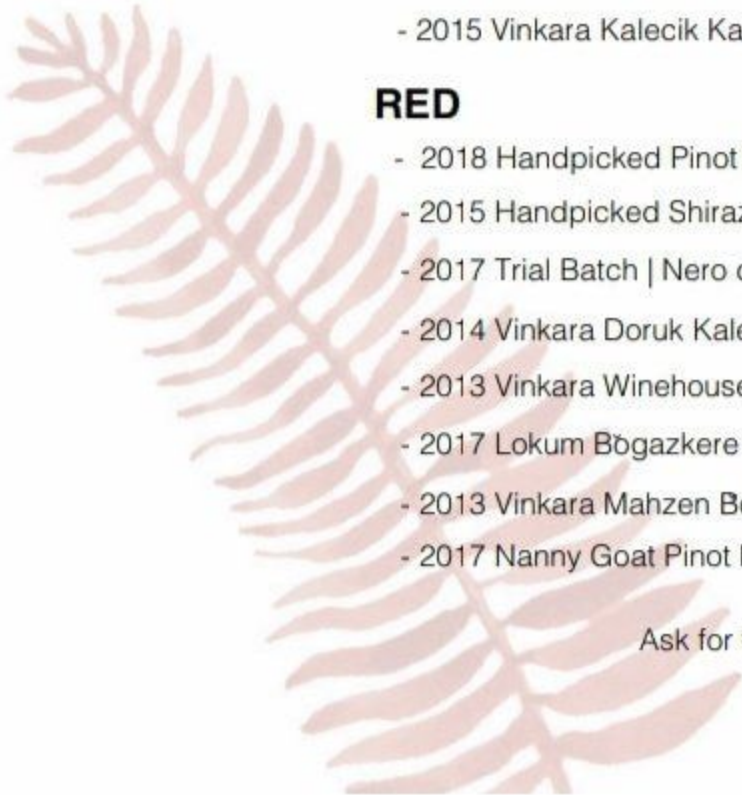 - 2015 Vinkara Kalecik Ka
RED
- 2018 Handpicked Pinot
- 2015 Handpicked Shiraz
- 2017 Trial Batch | Nero
- 2014 Vinkara Doruk Kale
- 2013 Vinkara Winehouse
- 2017 Lokum Bogazkere
- 2013 Vinkara Mahzen
- 2017 Nanny Goat Pinot
Ask for